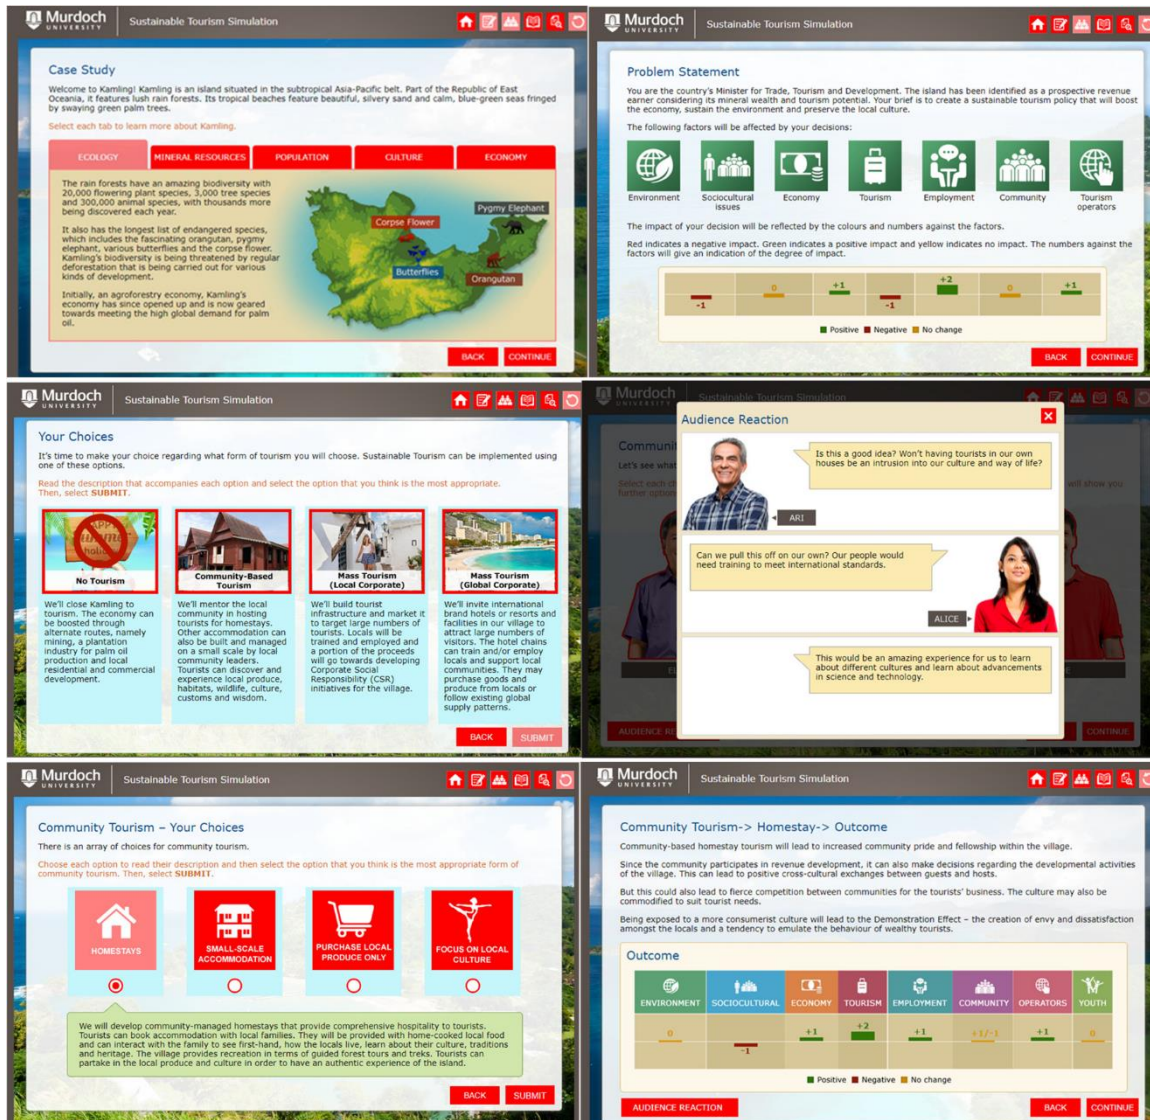 Murdoch
UNIVERSITY
Sustainable Tourism Simulation
Case Study
Welcome to Kamling! Kamling is an island situated in the subtropical Asia-Pacific belt. Part of the Republic of East
Oceania, it features lush rain forests. Its tropical beaches feature beautiful, silvery sand and calm, blue-green seas fringed
by swaying green palm trees.
Select each tab to learn more about Kamling.
ECOLOGY
MINERAL RESOURCES
POPULATION
CULTURE
ECONOMY
The rain forests have an amazing biodiversity with
20,000 flowering plant species, 3,000 tree species
and 300,000 animal species, with thousands more
being discovered each year.
It also has the longest list of endangered species,
which includes the fascinating orangutan, pygmy
elephant, various butterflies and the corpse flower.
Kamling's biodiversity is being threatened by regular
deforestation that is being carried out for various
kinds of development.
Initially, an agroforestry economy, Kamling's
economy has since opened up and is now geared
towards meeting the high global demand for palm
oil.
Corpse Flower
Pygmy Elephant
Butterflies
Orangutan
BACK
CONTINUE
Murdoch
UNIVERSITY
Sustainable Tourism Simulation
Problem Statement
You are the country's Minister for Trade, Tourism and Development. The island has been identified as a prospective revenue
earner considering its mineral wealth and tourism potential. Your brief is to create a sustainable tourism policy that will boost
the economy, sustain the environment and preserve the local culture.
The following factors will be affected by your decisions:
Environment
Sociocultural
issues
Economy
Tourism
Employment
Community
Tourism
operators
The impact of your decision will be reflected by the colours and numbers against the factors.
Red indicates a negative impact. Green indicates a positive impact and yellow indicates no impact. The numbers against the
factors will give an indication of the degree of impact.
-1
0
+1
-1
+2
0
+1
Positive
Negative
No change
BACK
CONTINUE
Murdoch
UNIVERSITY
Sustainable Tourism Simulation
Your Choices
It's time to make your choice regarding what form of tourism you will choose. Sustainable Tourism can be implemented using
one of these options.
Read the description that accompanies each option and select the option that you think is the most appropriate.
Then, select SUBMIT.
No Tourism
We'll close Kamling to
tourism. The economy can
be boosted through
alternate routes, namely
mining, a plantation
industry for palm oil
production and local
residential and commercial
development.
Community-Based
Tourism
We'll mentor the local
community in hosting
tourists for homestays.
Other accommodation can
also be built and managed
on a small scale by local
community leaders.
Tourists can discover and
experience local produce,
habitats, wildlife, culture,
customs and wisdom.
Mass Tourism
(Local Corporate)
We'll build tourist
infrastructure and market it
to target large numbers of
tourists. Locals will be
trained and employed and
a portion of the proceeds
will go towards developing
Corporate Social
Responsibility (CSR)
initiatives for the village.
Mass Tourism
(Global Corporate)
We'll invite international
brand hotels or resorts and
facilities in our village to
attract large numbers of
visitors. The hotel chains
can train and/or employ
locals and support local
communities. They may
purchase goods and
produce from locals or
follow existing global
supply patterns.
BACK
SUBMIT
Murdoch
UNIVERSITY
Sustainable Tourism Simulation
Audience Reaction
Is this a good idea? Won't having tourists in our own
houses be an intrusion into our culture and way of life?
ARI
Can we pull this off on our own? Our people would
need training to meet international standards.
ALICE
This would be an amazing experience for us to learn
about different cultures and learn about advancements
in science and technology.
CONTINUE
Murdoch
UNIVERSITY
Sustainable Tourism Simulation
Community Tourism – Your Choices
There is an array of choices for community tourism.
Choose each option to read their description and then select the option that you think is the most appropriate form of
community tourism. Then, select SUBMIT.
HOMESTAYS
SMALL-SCALE
ACCOMMODATION
PURCHASE LOCAL
PRODUCE ONLY
FOCUS ON LOCAL
CULTURE
We will develop community-managed homestays that provide comprehensive hospitality to tourists.
Tourists can book accommodation with local families. They will be provided with home-cooked local food
and can interact with the family to see first-hand, how the locals live, learn about their culture, traditions
and heritage. The village provides recreation in terms of guided forest tours and treks. Tourists can
partake in the local produce and culture in order to have an authentic experience of the island.
BACK
SUBMIT
Murdoch
UNIVERSITY
Sustainable Tourism Simulation
Community Tourism-> Homestay-> Outcome
Community-based homestay tourism will lead to increased community pride and fellowship within the village.
Since the community participates in revenue development, it can also make decisions regarding the developmental activities
of the village. This can lead to positive cross-cultural exchanges between guests and hosts.
But this could also lead to fierce competition between communities for the tourists' business. The culture may also be
commodified to suit tourist needs.
Being exposed to a more consumerist culture will lead to the Demonstration Effect – the creation of envy and dissatisfaction
amongst the locals and a tendency to emulate the behaviour of wealthy tourists.
Outcome
ENVIRONMENT
SOCIOCULTURAL
ECONOMY
TOURISM
EMPLOYMENT
COMMUNITY
OPERATORS
YOUTH
0
-1
+1
+2
+1
+1/-1
+1
0
Positive
Negative
No change
AUDIENCE REACTION
BACK
CONTINUE